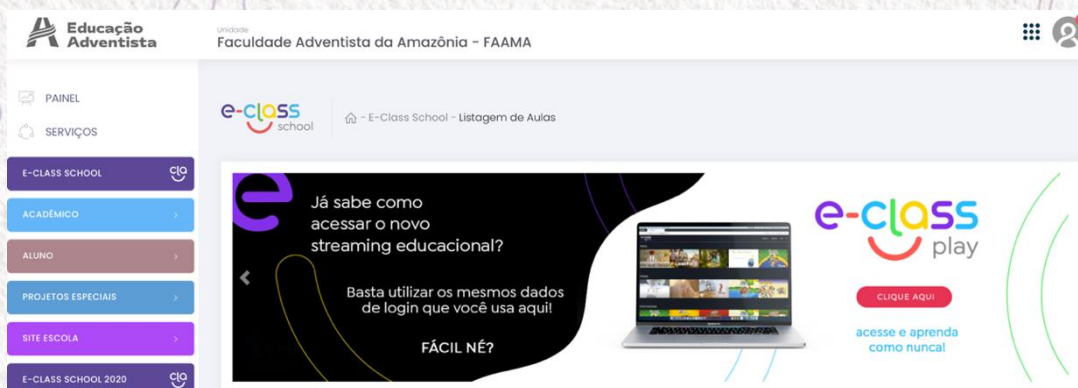 Educação
Adventista
Unidade
Faculdade Adventista da Amazônia - FAAMA
PAINEL
SERVIÇOS
E-CLASS SCHOOL
ACADÊMICO
ALUNO
PROJETOS ESPECIAIS
SITE ESCOLA
E-CLASS SCHOOL 2020
e-class
school
- E-Class School - Listagem de Aulas
Já sabe como
acessar o novo
streaming educacional?
Basta utilizar os mesmos dados
de login que você usa aqui!
FÁCIL NÉ?
e-class
play
CLIQUE AQUI
acesse e aprenda
como nunca!